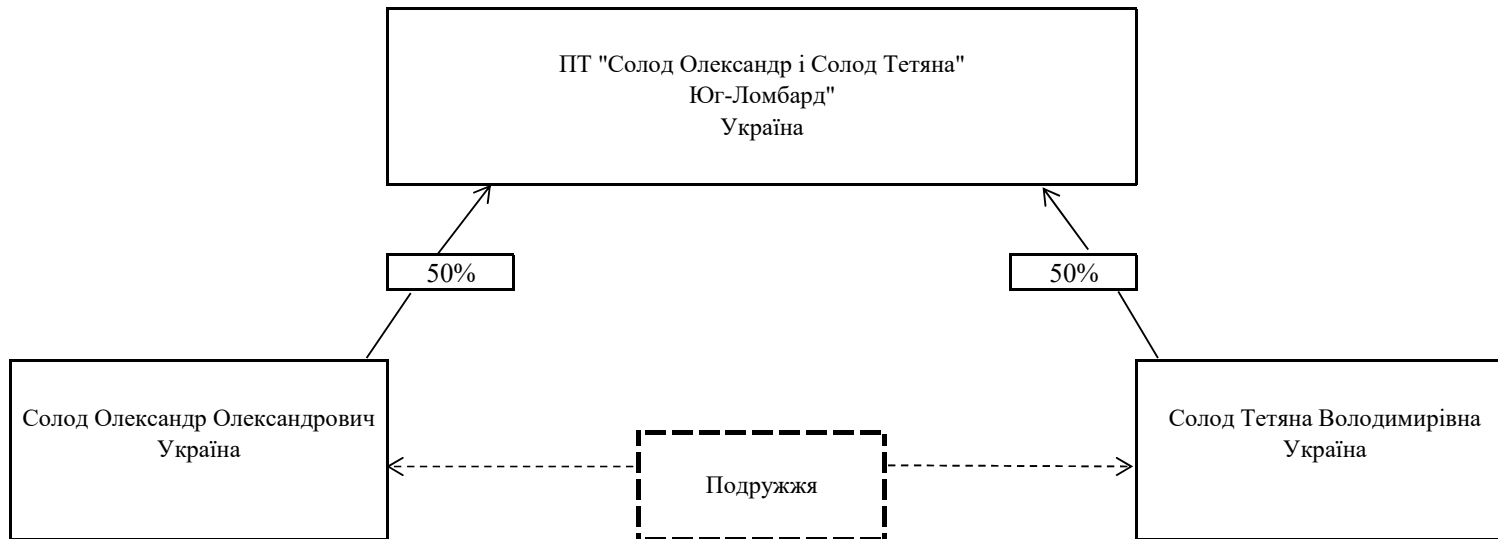 ПТ "Солод Олександр і Солод Тетяна"
Юг-Ломбард"
Україна
50%
50%
Солод Олександр Олександрович
Україна
Солод Тетяна Володимирівна
Україна
Подружжя